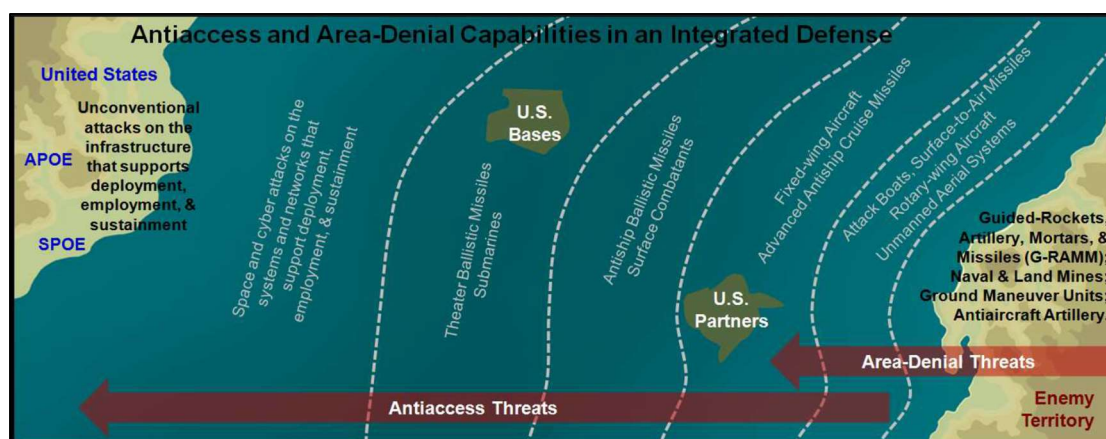 Antiaccess and Area-Denial Capabilities in an Integrated Defense
United States
Unconventional
attacks on the
infrastructure
that supports
deployment,
employment, &
sustainment
APOE
SPOE
Space and cyber attacks on the
systems and networks that
support deployment,
employment, & sustainment
U.S.
Bases
Theater Ballistic Missiles
Submarines
Antiship Ballistic Missiles
Surface Combatants
U.S.
Partners
Fixed-wing Aircraft
Advanced Antiship Cruise Missiles
Attack Boats, Surface-to-Air Missiles
Rotary-wing Aircraft
Unmanned Aerial Systems
Guided-Rockets,
Artillery, Mortars, &
Missiles (G-RAMM);
Naval & Land Mines;
Ground Maneuver Units;
Antiaircraft Artillery.
Area-Denial Threats
Antiaccess Threats
Enemy
Territory